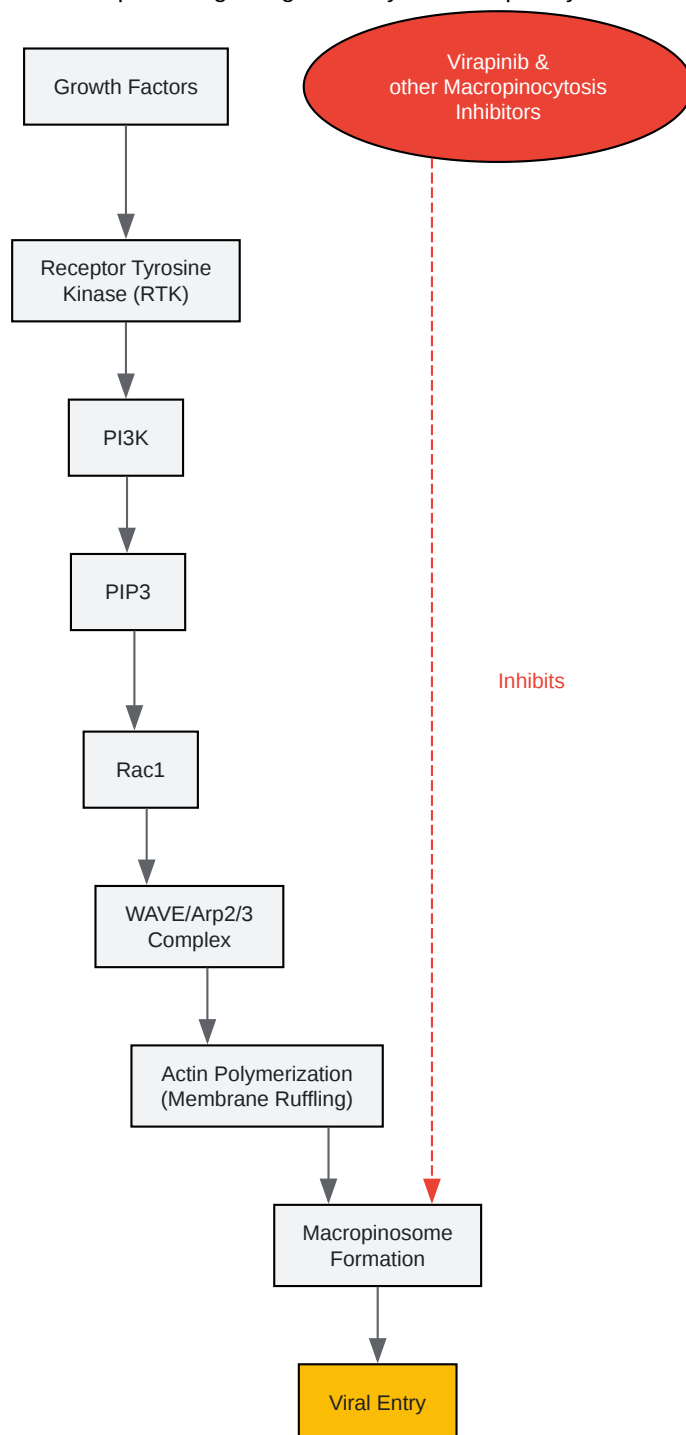 Growth Factors
Virapinib &
other Macropinocytosis
Inhibitors
Receptor Tyrosine
Kinase (RTK)
PI3K
PIP3
Inhibits
Rac1
WAVE/Arp2/3
Complex
Actin Polymerization
(Membrane Ruffling)
Macropinosome
Formation
Viral Entry